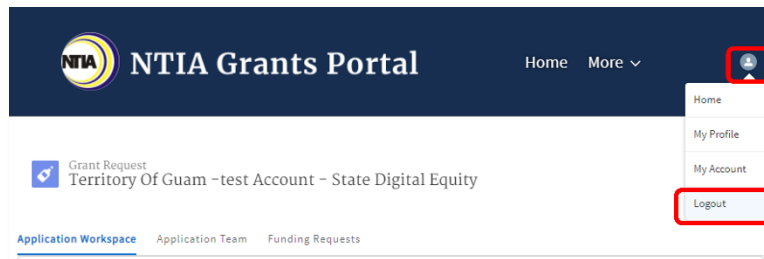 NTIA NTIA Grants Portal Home More
Home
My Profile
My Account
Logout
Grant Request
Territory Of Guam -test Account - State Digital Equity
Application Workspace Application Team Funding Requests